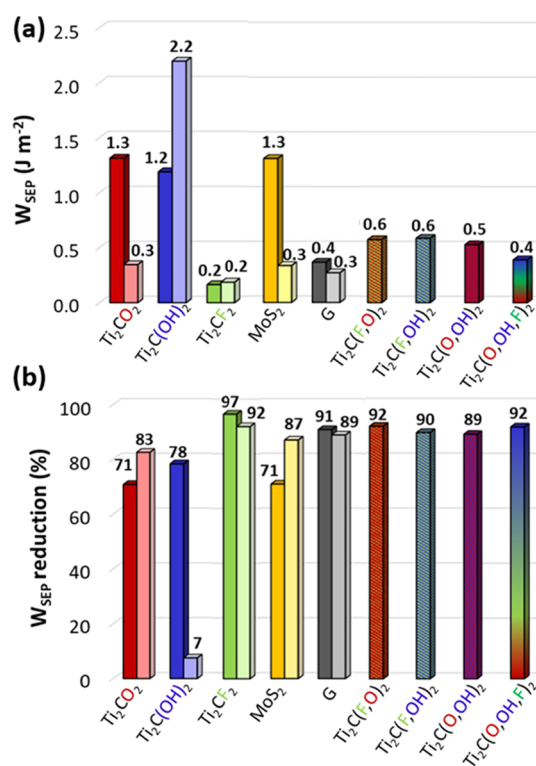 (a)
2.5
2.0
1.5
1.0
0.5
0.0
W_SEP (J m⁻²)
1.3
0.3
1.2
2.2
0.2
0.2
1.3
0.3
0.4
0.3
0.6
0.6
0.5
0.4
Ti₂CO₂
Ti₂C(OH)₂
Ti₂CF₂
MoS₂
G
Ti₂C(F,O)₂
Ti₂C(F,OH)₂
Ti₂C(O,OH)₂
Ti₂C(O,OH,F)₂
(b)
100
80
60
40
20
0
W_SEP reduction (%)
71
83
78
7
97
92
71
87
91
89
92
90
89
92
Ti₂CO₂
Ti₂C(OH)₂
Ti₂CF₂
MoS₂
G
Ti₂C(F,O)₂
Ti₂C(F,OH)₂
Ti₂C(O,OH)₂
Ti₂C(O,OH,F)₂